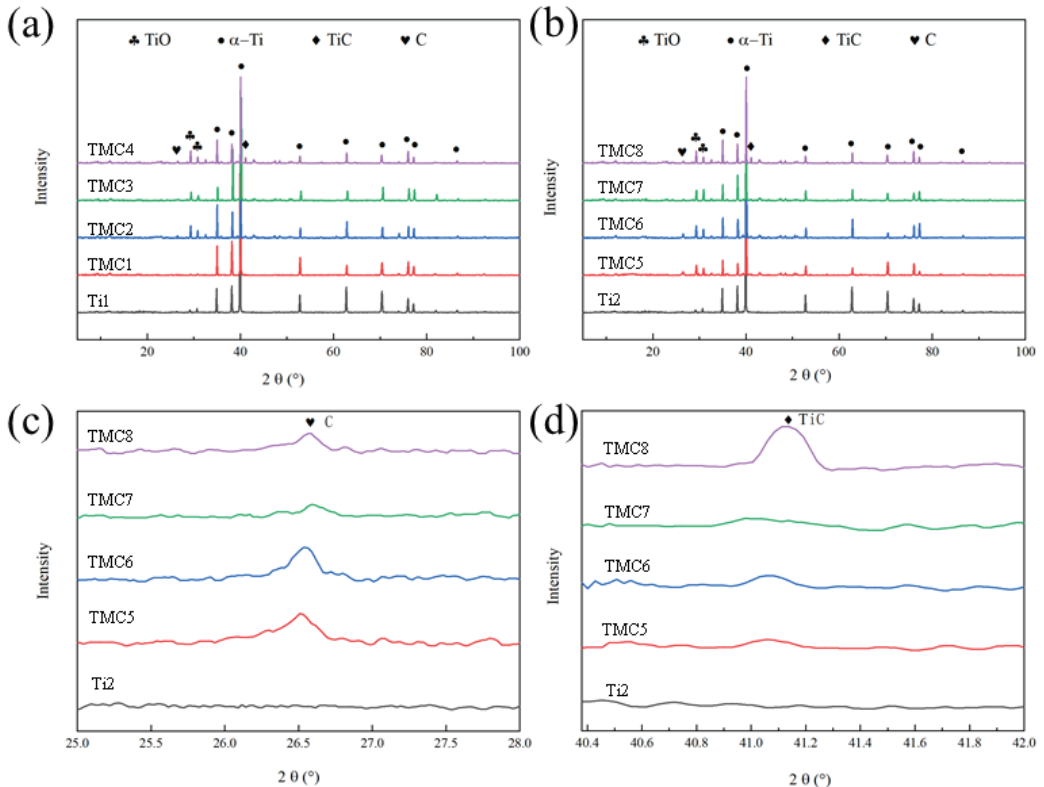 (a)
♣ TiO ● α–Ti ♦ TiC ♥ C
TMC4
TMC3
TMC2
TMC1
Ti1
Intensity
20 40 60 80 100
2 θ (°)
(b)
♣ TiO ● α–Ti ♦ TiC ♥ C
TMC8
TMC7
TMC6
TMC5
Ti2
Intensity
20 40 60 80 100
2 θ (°)
(c)
♥ C
TMC8
TMC7
TMC6
TMC5
Ti2
Intensity
25.0 25.5 26.0 26.5 27.0 27.5 28.0
2 θ (°)
(d)
♦ TiC
TMC8
TMC7
TMC6
TMC5
Ti2
Intensity
40.4 40.6 40.8 41.0 41.2 41.4 41.6 41.8 42.0
2 θ (°)